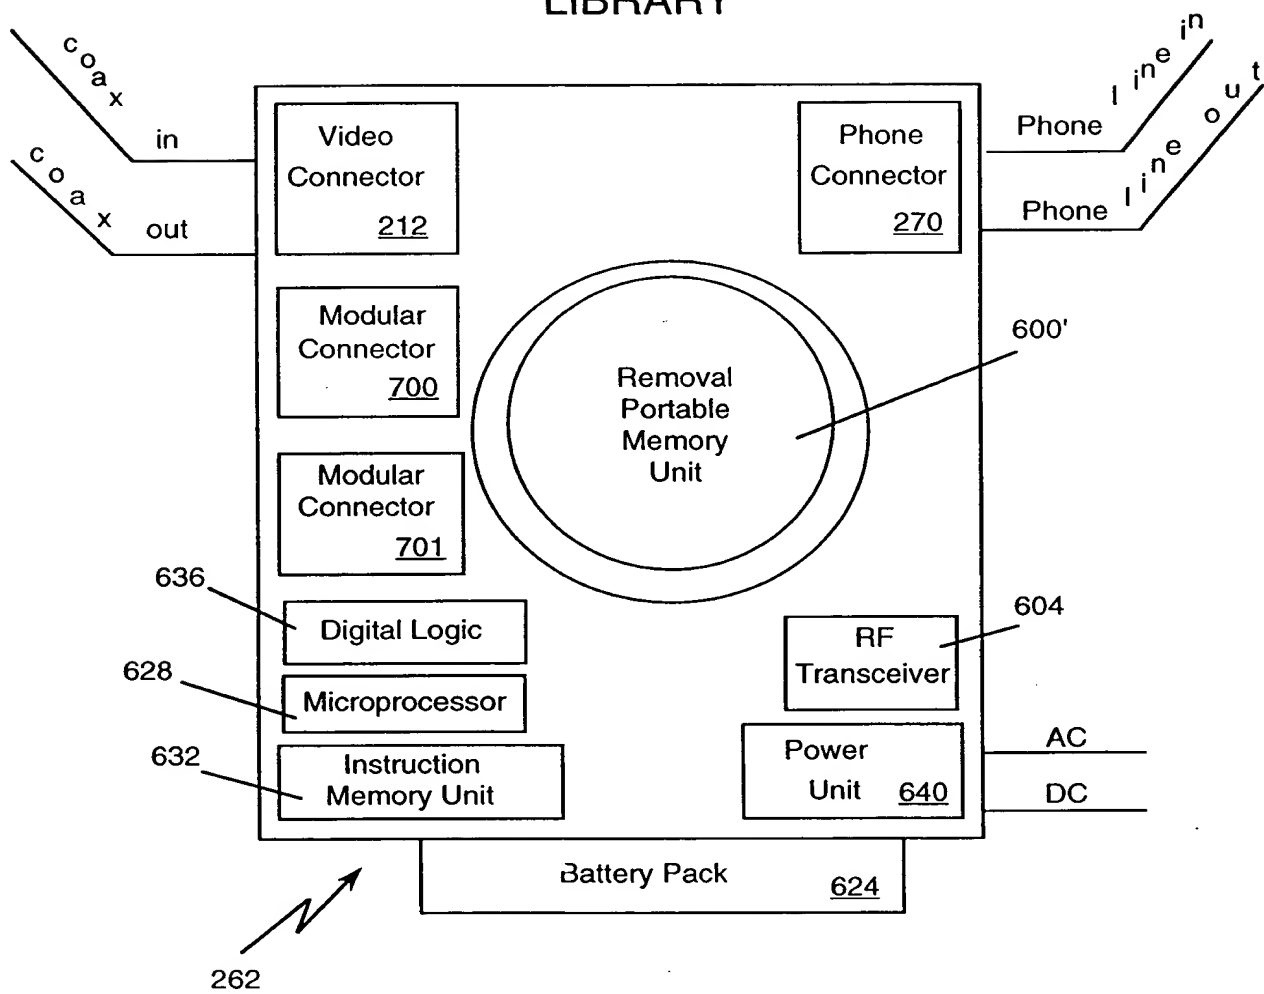 LIBRARY
coax in
coax out
Video
Connector
212
Phone
Connector
270
Phone line in
Phone line out
Modular
Connector
700
Removal
Portable
Memory
Unit
600'
Modular
Connector
701
636
Digital Logic
628
Microprocessor
632
Instruction
Memory Unit
RF
Transceiver
604
Power
Unit 640
AC
DC
Battery Pack 624
262